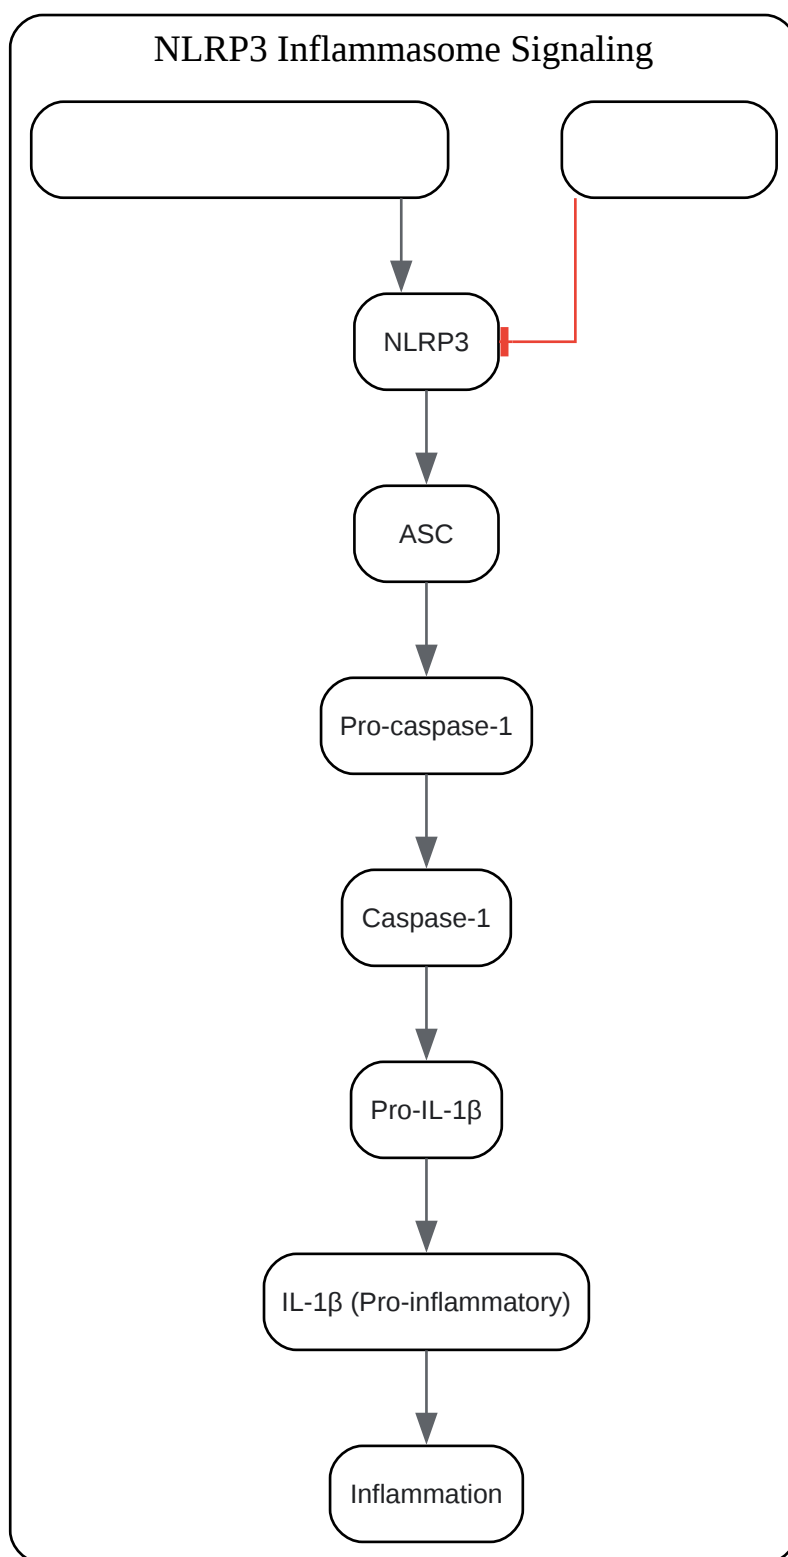 NLRP3 Inflammasome Signaling
NLRP3
ASC
Pro-caspase-1
Caspase-1
Pro-IL-1β
IL-1β (Pro-inflammatory)
Inflammation